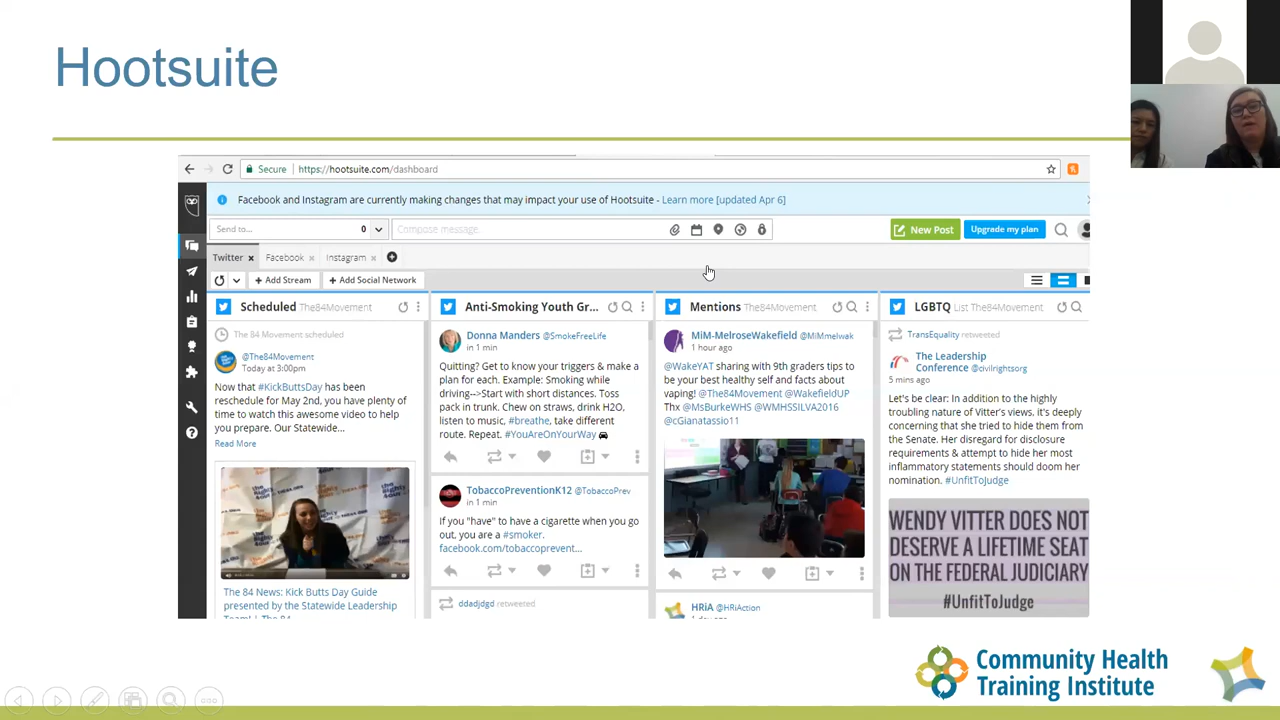 Hootsuite
Secure
https://hootsuite.com/dashboard
Facebook and Instagram are currently making changes that may impact your use of Hootsuite - Learn more [updated Apr 6]
Send to...
0
Compose message.
New Post
Upgrade my plan
Twitter
Facebook
Instagram
+ Add Stream
+ Add Social Network
Scheduled The84Movement
The 84 Movement scheduled
@The84Movement
Today at 3:00pm
Now that #KickButtsDay has been
reschedule for May 2nd, you have plenty of
time to watch this awesome video to help
you prepare. Our Statewide...
Read More
The 84 News: Kick Butts Day Guide
presented by the Statewide Leadership
Team! | The 84
Anti-Smoking Youth Gr...
Donna Manders @SmokeFreeLife
in 1 min
Quitting? Get to know your triggers & make a
plan for each. Example: Smoking while
driving-->Start with short distances. Toss
pack in trunk. Chew on straws, drink H2O,
listen to music, #breathe, take different
route. Repeat. #YouAreOnYourWay
TobaccoPreventionK12 @TobaccoPrev
in 1 min
If you "have" to have a cigarette when you go
out, you are a #smoker.
facebook.com/tobaccoprevent...
ddadjdgd retweeted
Mentions The84Movement
MiM-MelroseWakefield @MiMmelwak
1 hour ago
@WakeYAT sharing with 9th graders tips to
be your best healthy self and facts about
vaping! @The84Movement @WakefieldUP
Thx @MsBurkeWHS @WMHSSILVA2016
@cGianatassio11
HRiA @HRiAction
1 day ago
LGBTQ List The84Movement
TransEquality retweeted
The Leadership
Conference @civilrightsorg
5 mins ago
Let's be clear: In addition to the highly
troubling nature of Vitter's views, it's deeply
concerning that she tried to hide them from
the Senate. Her disregard for disclosure
requirements & attempt to hide her most
inflammatory statements should doom her
nomination. #UnfitToJudge
WENDY VITTER DOES NOT
DESERVE A LIFETIME SEAT
ON THE FEDERAL JUDICIARY
#UnfitToJudge
Community Health
Training Institute